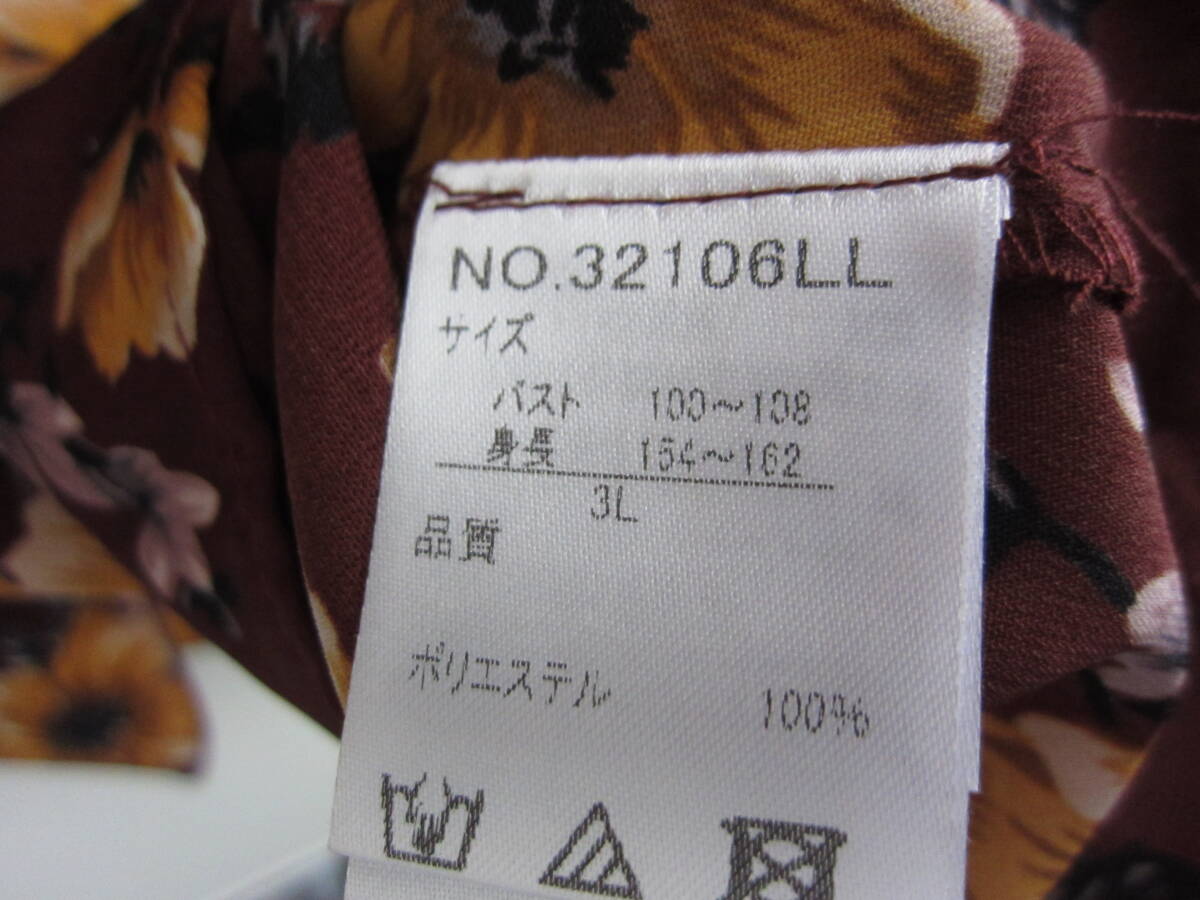 NO.32106LL
サイズ
バスト 100～108
身長 154～162
3L
品質
ポリエステル 100%